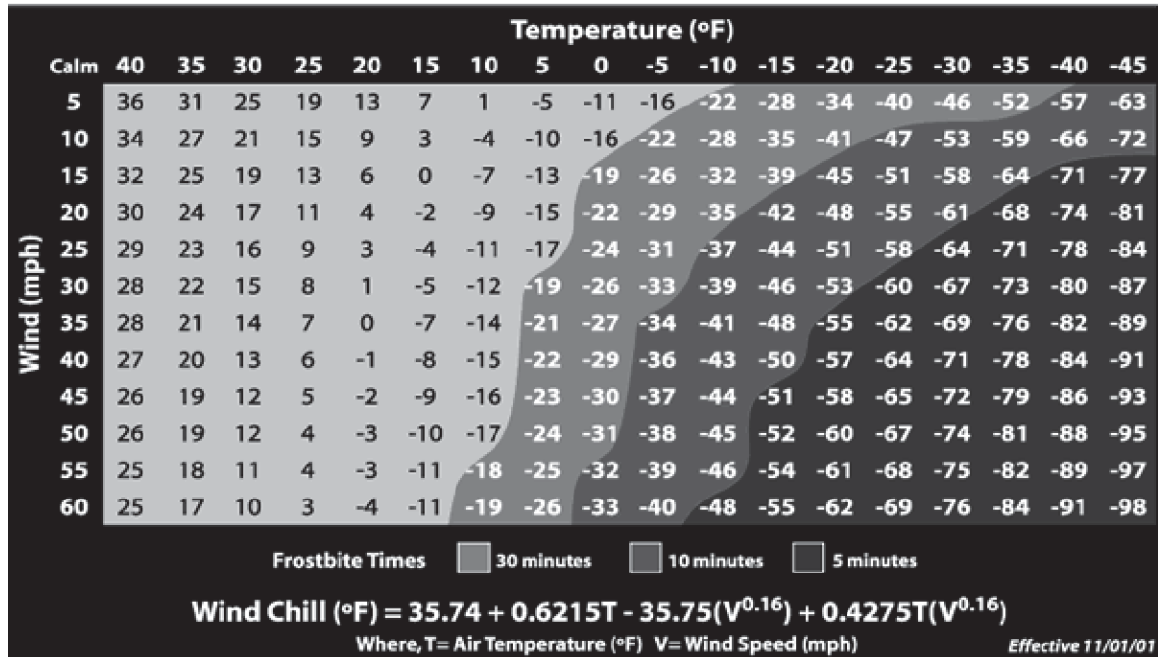 Temperature (ºF)
Calm 40 35 30 25 20 15 10 5 0 -5 -10 -15 -20 -25 -30 -35 -40 -45
5 36 31 25 19 13 7 1 -5 -11 -16 -22 -28 -34 -40 -46 -52 -57 -63
10 34 27 21 15 9 3 -4 -10 -16 -22 -28 -35 -41 -47 -53 -59 -66 -72
15 32 25 19 13 6 0 -7 -13 -19 -26 -32 -39 -45 -51 -58 -64 -71 -77
20 30 24 17 11 4 -2 -9 -15 -22 -29 -35 -42 -48 -55 -61 -68 -74 -81
25 29 23 16 9 3 -4 -11 -17 -24 -31 -37 -44 -51 -58 -64 -71 -78 -84
30 28 22 15 8 1 -5 -12 -19 -26 -33 -39 -46 -53 -60 -67 -73 -80 -87
35 28 21 14 7 0 -7 -14 -21 -27 -34 -41 -48 -55 -62 -69 -76 -82 -89
40 27 20 13 6 -1 -8 -15 -22 -29 -36 -43 -50 -57 -64 -71 -78 -84 -91
45 26 19 12 5 -2 -9 -16 -23 -30 -37 -44 -51 -58 -65 -72 -79 -86 -93
50 26 19 12 4 -3 -10 -17 -24 -31 -38 -45 -52 -60 -67 -74 -81 -88 -95
55 25 18 11 4 -3 -11 -18 -25 -32 -39 -46 -54 -61 -68 -75 -82 -89 -97
60 25 17 10 3 -4 -11 -19 -26 -33 -40 -48 -55 -62 -69 -76 -84 -91 -98
Wind (mph)
Frostbite Times 30 minutes 10 minutes 5 minutes
Wind Chill (ºF) = 35.74 + 0.6215T - 35.75(V^0.16) + 0.4275T(V^0.16)
Where, T= Air Temperature (ºF) V= Wind Speed (mph) Effective 11/01/01